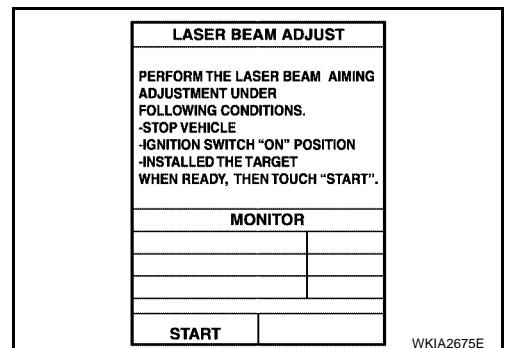 LASER BEAM ADJUST
PERFORM THE LASER BEAM AIMING
ADJUSTMENT UNDER
FOLLOWING CONDITIONS.
-STOP VEHICLE
-IGNITION SWITCH “ON” POSITION
-INSTALLED THE TARGET
WHEN READY, THEN TOUCH “START”.
MONITOR
START
WKIA2675E